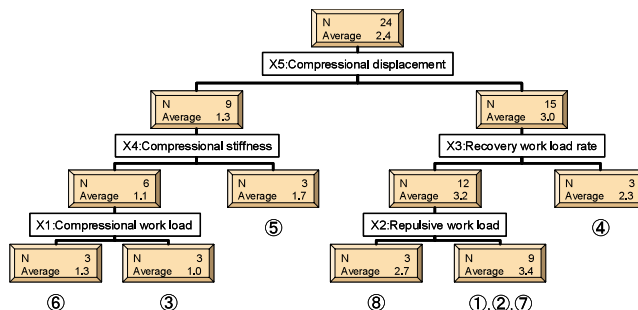 N 24
Average 2.4
X5:Compressional displacement
N 9
Average 1.3
N 15
Average 3.0
X4:Compressional stiffness
X3:Recovery work load rate
N 6
Average 1.1
N 3
Average 1.7
N 12
Average 3.2
N 3
Average 2.3
⑤
④
X1:Compressional work load
X2:Repulsive work load
N 3
Average 1.3
N 3
Average 1.0
N 3
Average 2.7
N 9
Average 3.4
⑥
③
⑧
①,②,⑦